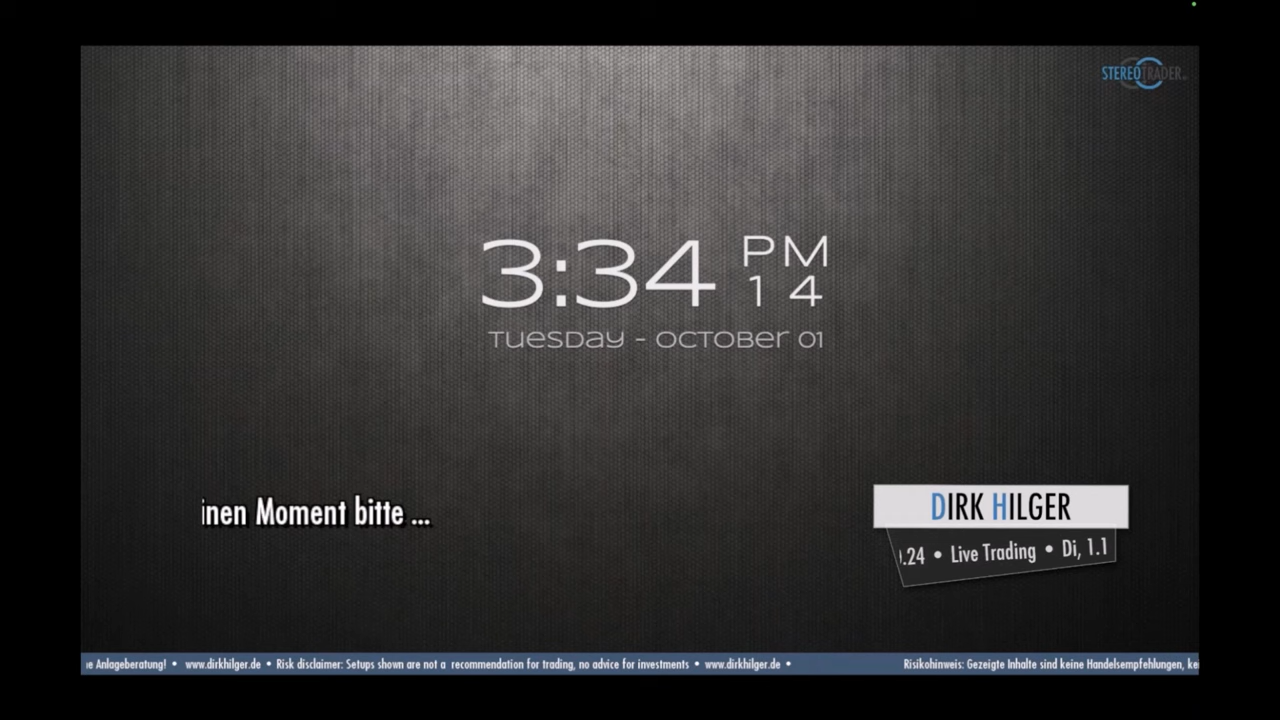 STEREOTRADER
3:34 PM
14
TUESDAY - OCTOBER 01
inen Moment bitte ...
DIRK HILGER
.24 • Live Trading • Di, 1.1
e Anlageberatung! • www.dirkhilger.de • Risk disclaimer: Setups shown are not a recommendation for trading, no advice for investments • www.dirkhilger.de • Risikohinweis: Gezeigte Inhalte sind keine Handelsempfehlungen, ke